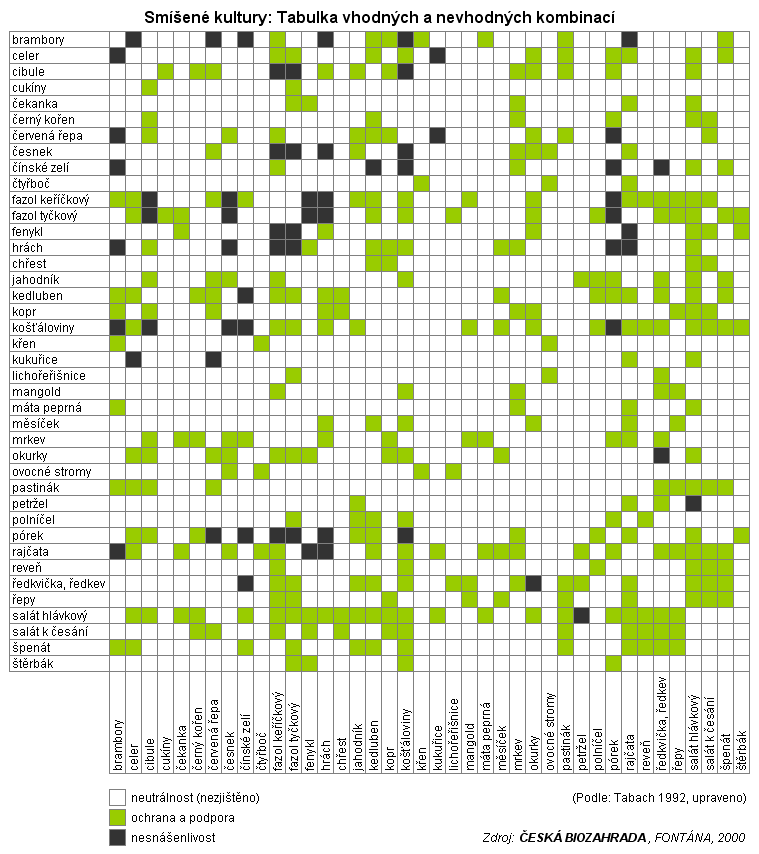 Smíšené kultury: Tabulka vhodných a nevhodných kombinací
brambory
celer
cibule
cukíny
čekanka
černý kořen
červená řepa
česnek
čínské zelí
čtyřboč
fazol keříčkový
fazol tyčkový
fenykl
hrách
chřest
jahodník
kedluben
kopr
košťáloviny
křen
kukuřice
lichořeřišnice
mangold
máta peprná
měsíček
mrkev
okurky
ovocné stromy
pastinák
petržel
polníčel
pórek
rajčata
reveň
ředkvička, ředkev
řepy
salát hlávkový
salát k česání
špenát
štěrbák
brambory
celer
cibule
cukíny
čekanka
černý kořen
červená řepa
česnek
čínské zelí
čtyřboč
fazol keříčkový
fazol tyčkový
fenykl
hrách
chřest
jahodník
kedluben
kopr
košťáloviny
křen
kukuřice
lichořeřišnice
mangold
máta peprná
měsíček
mrkev
okurky
ovocné stromy
pastinák
petržel
polníčel
pórek
rajčata
reveň
ředkvička, ředkev
řepy
salát hlávkový
salát k česání
špenát
štěrbák
neutrálnost (nezjištěno)
(Podle: Tabach 1992, upraveno)
ochrana a podpora
nesnášenlivost
Zdroj: ČESKÁ BIOZAHRADA, FONTÁNA, 2000